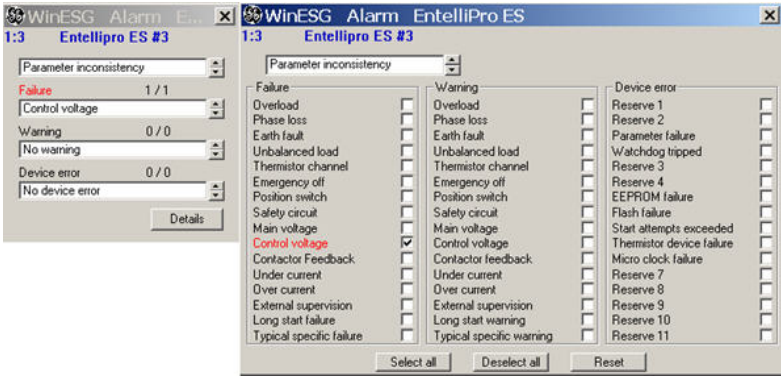 WinESG Alarm E...
1:3 Entellipro ES #3
Parameter inconsistency
Failure 1 / 1
Control voltage
Warning 0 / 0
No warning
Device error 0 / 0
No device error
Details
WinESG Alarm EntelliPro ES
1:3 Entellipro ES #3
Parameter inconsistency
Failure
Overload
Phase loss
Earth fault
Unbalanced load
Thermistor channel
Emergency off
Position switch
Safety circuit
Main voltage
Control voltage
Contactor Feedback
Under current
Over current
External supervision
Long start failure
Typical specific failure
Warning
Overload
Phase loss
Earth fault
Unbalanced load
Thermistor channel
Emergency off
Position switch
Safety circuit
Main voltage
Control voltage
Contactor feedback
Under current
Over current
External supervision
Long start warning
Typical specific warning
Device error
Reserve 1
Reserve 2
Parameter failure
Watchdog tripped
Reserve 3
Reserve 4
EEPROM failure
Flash failure
Start attempts exceeded
Thermistor device failure
Micro clock failure
Reserve 7
Reserve 8
Reserve 9
Reserve 10
Reserve 11
Select all
Deselect all
Reset